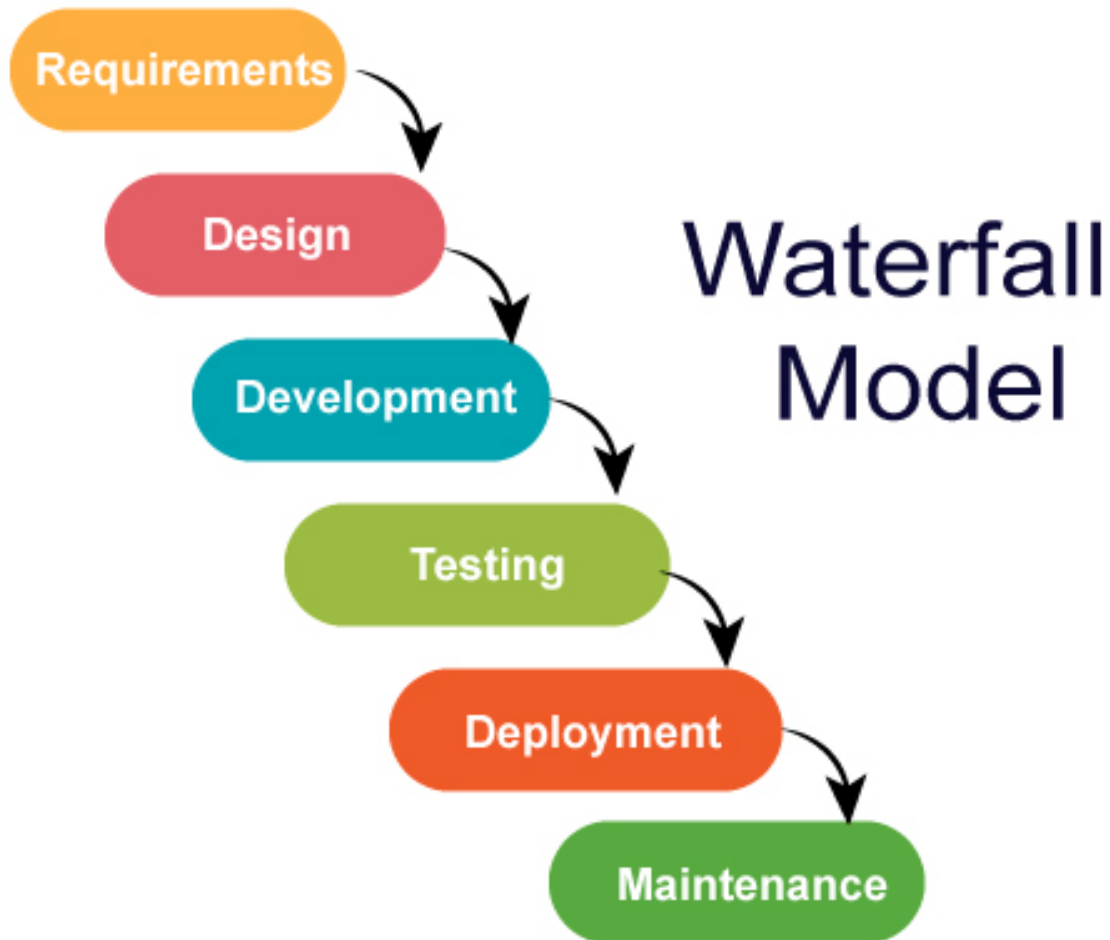 Requirements
Design
Waterfall
Model
Development
Testing
Deployment
Maintenance